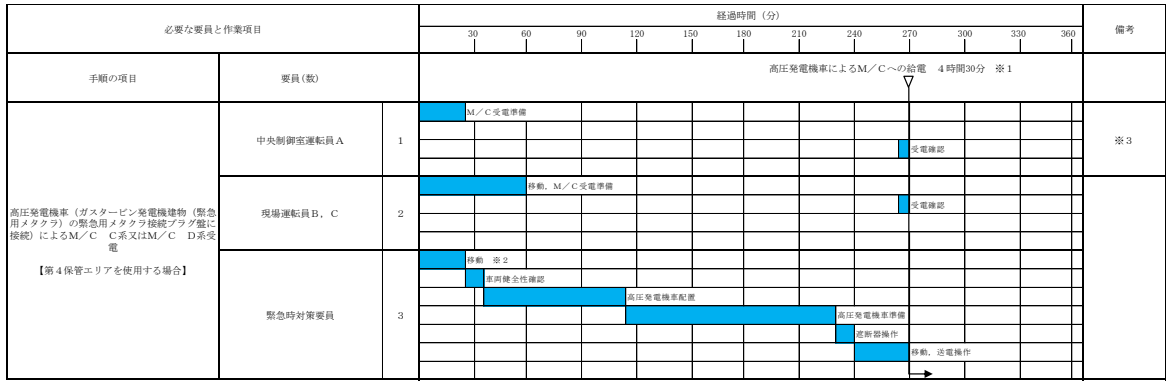 必要な要員と作業項目
経過時間（分）
備考
30 60 90 120 150 180 210 240 270 300 330 360
手順の項目
要員(数)
高圧発電機車によるＭ／Ｃへの給電　４時間30分　※１
高圧発電機車（ガスタービン発電機建物（緊急
用メタクラ）の緊急用メタクラ接続プラグ盤に
接続）によるＭ／Ｃ　Ｃ系又はＭ／Ｃ　Ｄ系受
電
【第４保管エリアを使用する場合】
中央制御室運転員Ａ
1
Ｍ／Ｃ受電準備
受電確認
※３
現場運転員Ｂ，Ｃ
2
移動，Ｍ／Ｃ受電準備
受電確認
緊急時対策要員
3
移動　※２
車両健全性確認
高圧発電機車配置
高圧発電機車準備
遮断器操作
移動，送電操作